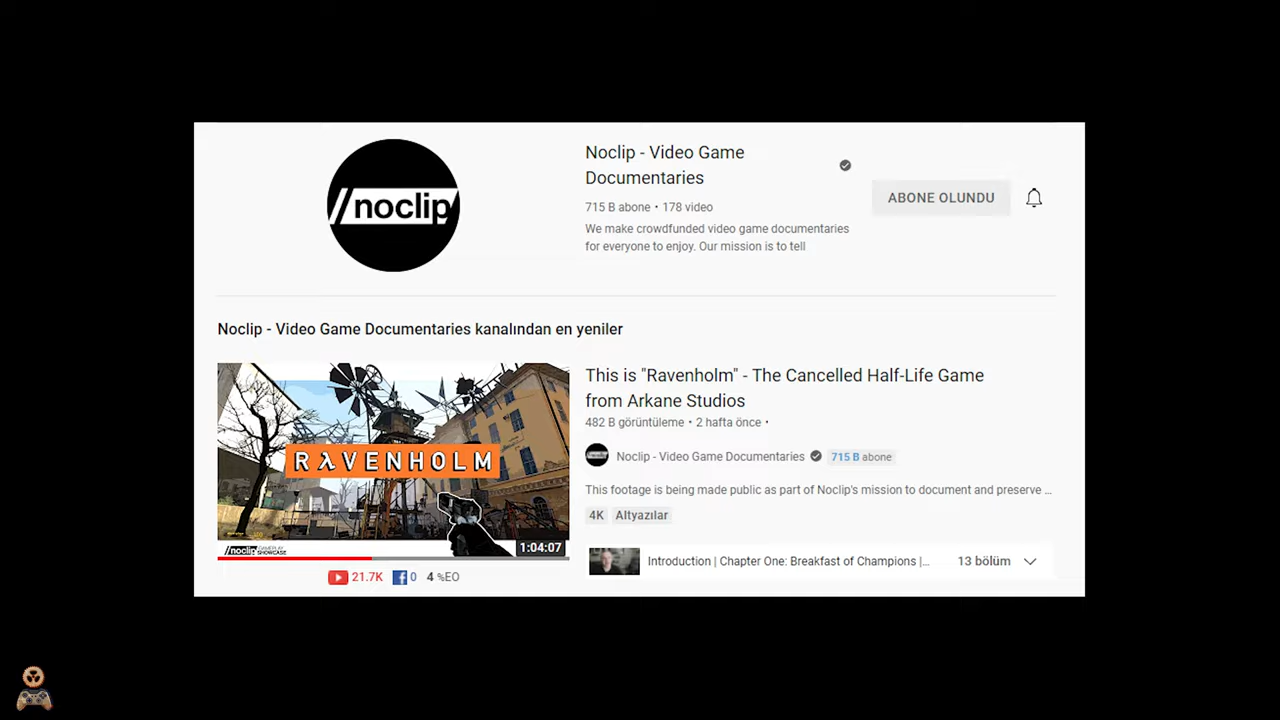 //noclip
Noclip - Video Game
Documentaries
715 B abone • 178 video
We make crowdfunded video game documentaries
for everyone to enjoy. Our mission is to tell
ABONE OLUNDU
Noclip - Video Game Documentaries kanalından en yeniler
RAVENHOLM
//noclip GAMEPLAY SHOWCASE
1:04:07
21.7K 0 4 %EO
This is "Ravenholm" - The Cancelled Half-Life Game
from Arkane Studios
482 B görüntüleme • 2 hafta önce •
Noclip - Video Game Documentaries 715 B abone
This footage is being made public as part of Noclip's mission to document and preserve ...
4K Altyazılar
Introduction | Chapter One: Breakfast of Champions |... 13 bölüm